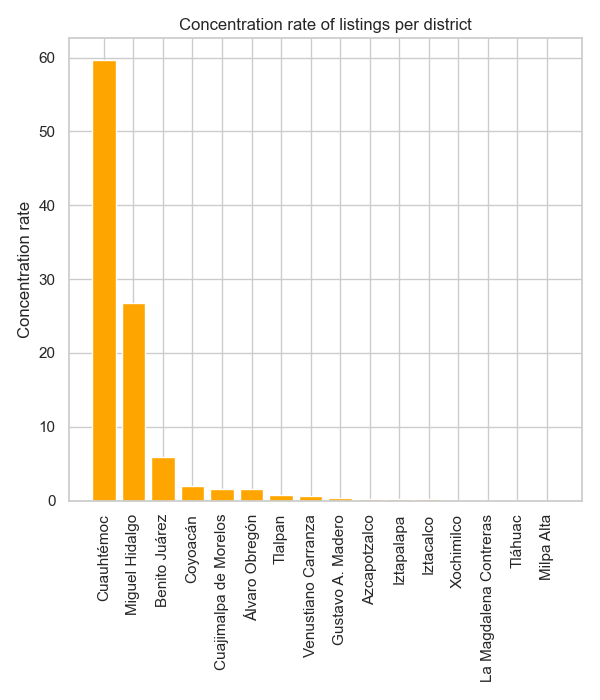 Concentration rate of listings per district
Concentration rate
60
50
40
30
20
10
0
Cuauhtémoc
Miguel Hidalgo
Benito Juárez
Coyoacán
Cuajimalpa de Morelos
Álvaro Obregón
Tlalpan
Venustiano Carranza
Gustavo A. Madero
Azcapotzalco
Iztapalapa
Iztacalco
Xochimilco
La Magdalena Contreras
Tláhuac
Milpa Alta